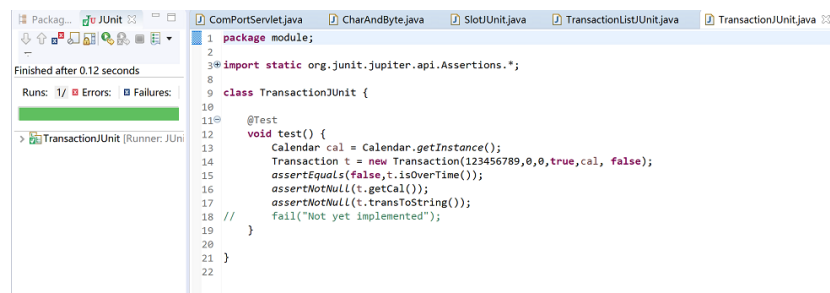 Packag... JUnit
Finished after 0.12 seconds
Runs: 1/ Errors: Failures:
TransactionJUnit [Runner: JUni
ComPortServlet.java CharAndByte.java SlotJUnit.java TransactionListJUnit.java TransactionJUnit.java
1 package module;
2
3 import static org.junit.jupiter.api.Assertions.*;
8
9 class TransactionJUnit {
10
11 @Test
12 void test() {
13 Calendar cal = Calendar.getInstance();
14 Transaction t = new Transaction(123456789,0,0,true,cal, false);
15 assertEquals(false,t.isOverTime());
16 assertNotNull(t.getCal());
17 assertNotNull(t.transToString());
18 // fail("Not yet implemented");
19 }
20
21 }
22